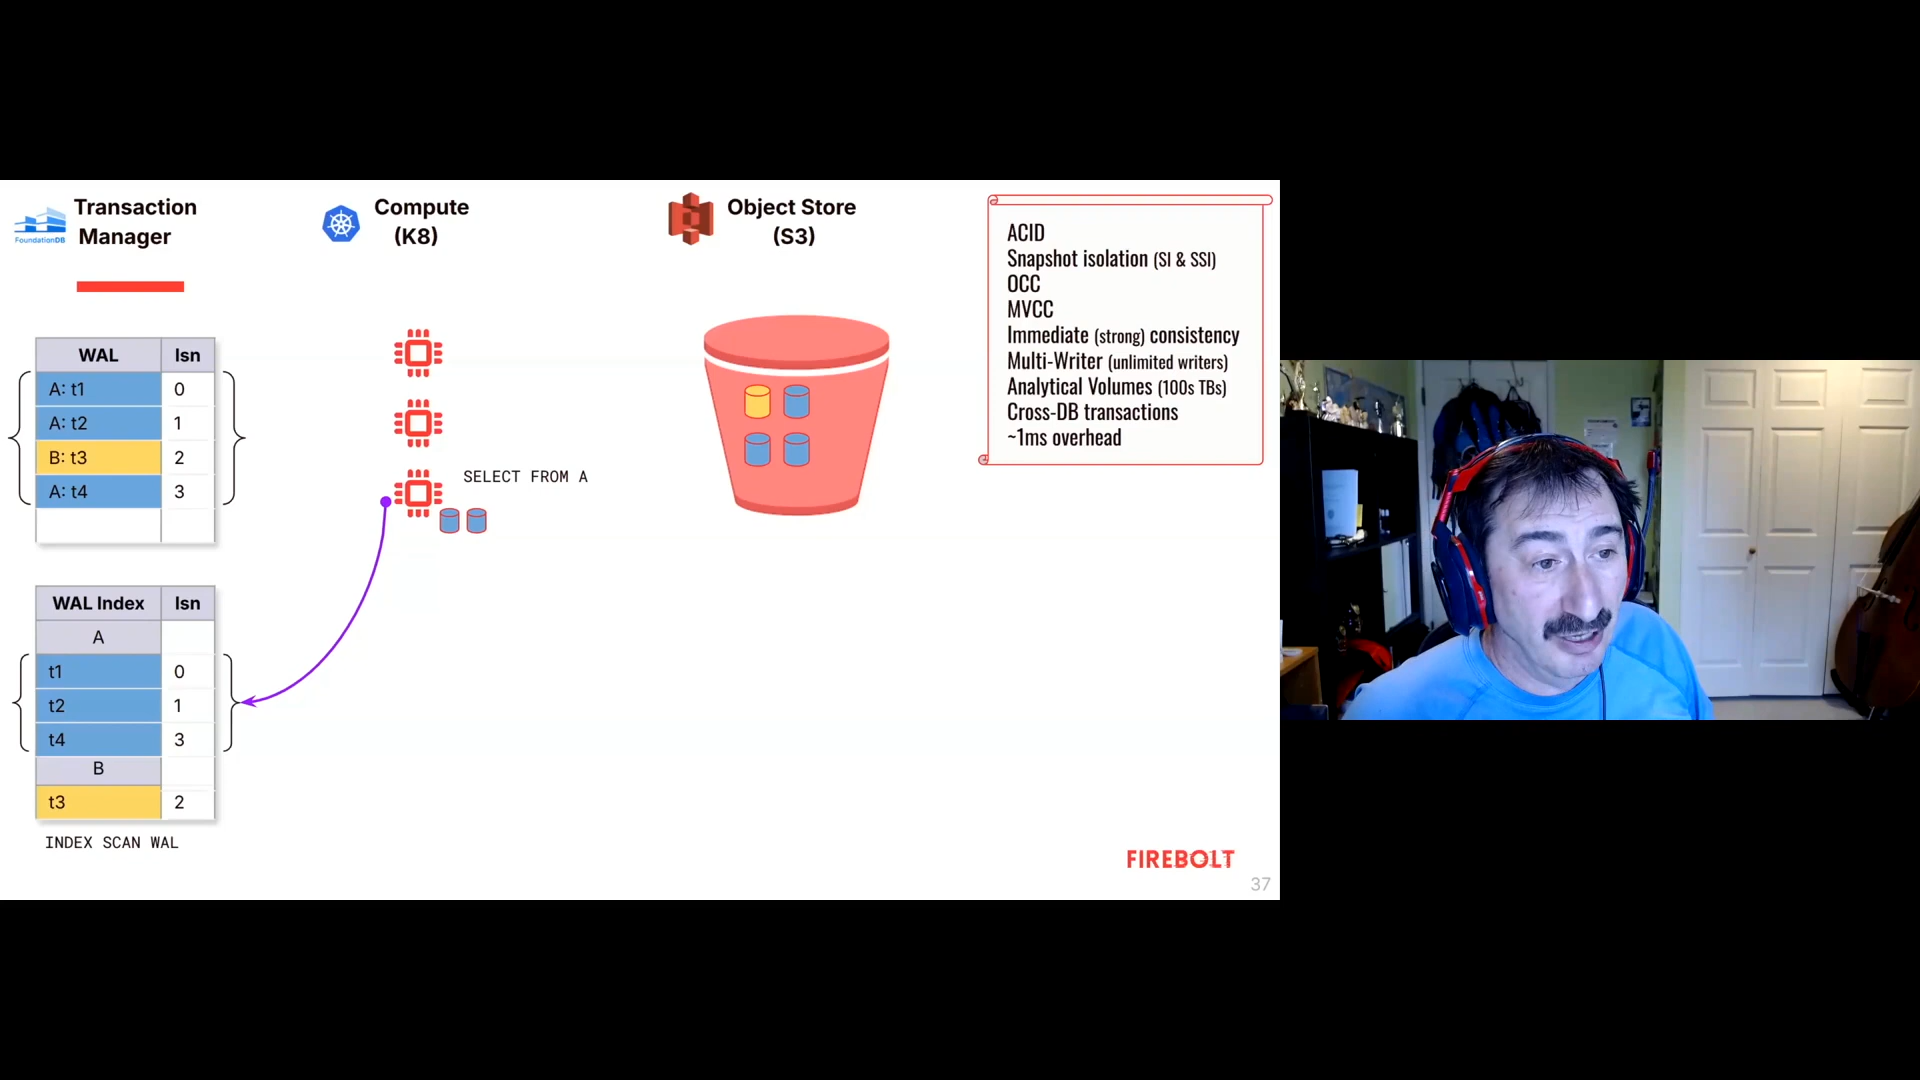 Transaction
Manager
FoundationDB
Compute
(K8)
Object Store
(S3)
WAL lsn
A: t1 0
A: t2 1
B: t3 2
A: t4 3
WAL Index lsn
A
t1 0
t2 1
t4 3
B
t3 2
INDEX SCAN WAL
SELECT FROM A
ACID
Snapshot isolation (SI & SSI)
OCC
MVCC
Immediate (strong) consistency
Multi-Writer (unlimited writers)
Analytical Volumes (100s TBs)
Cross-DB transactions
~1ms overhead
FIREBOLT
37